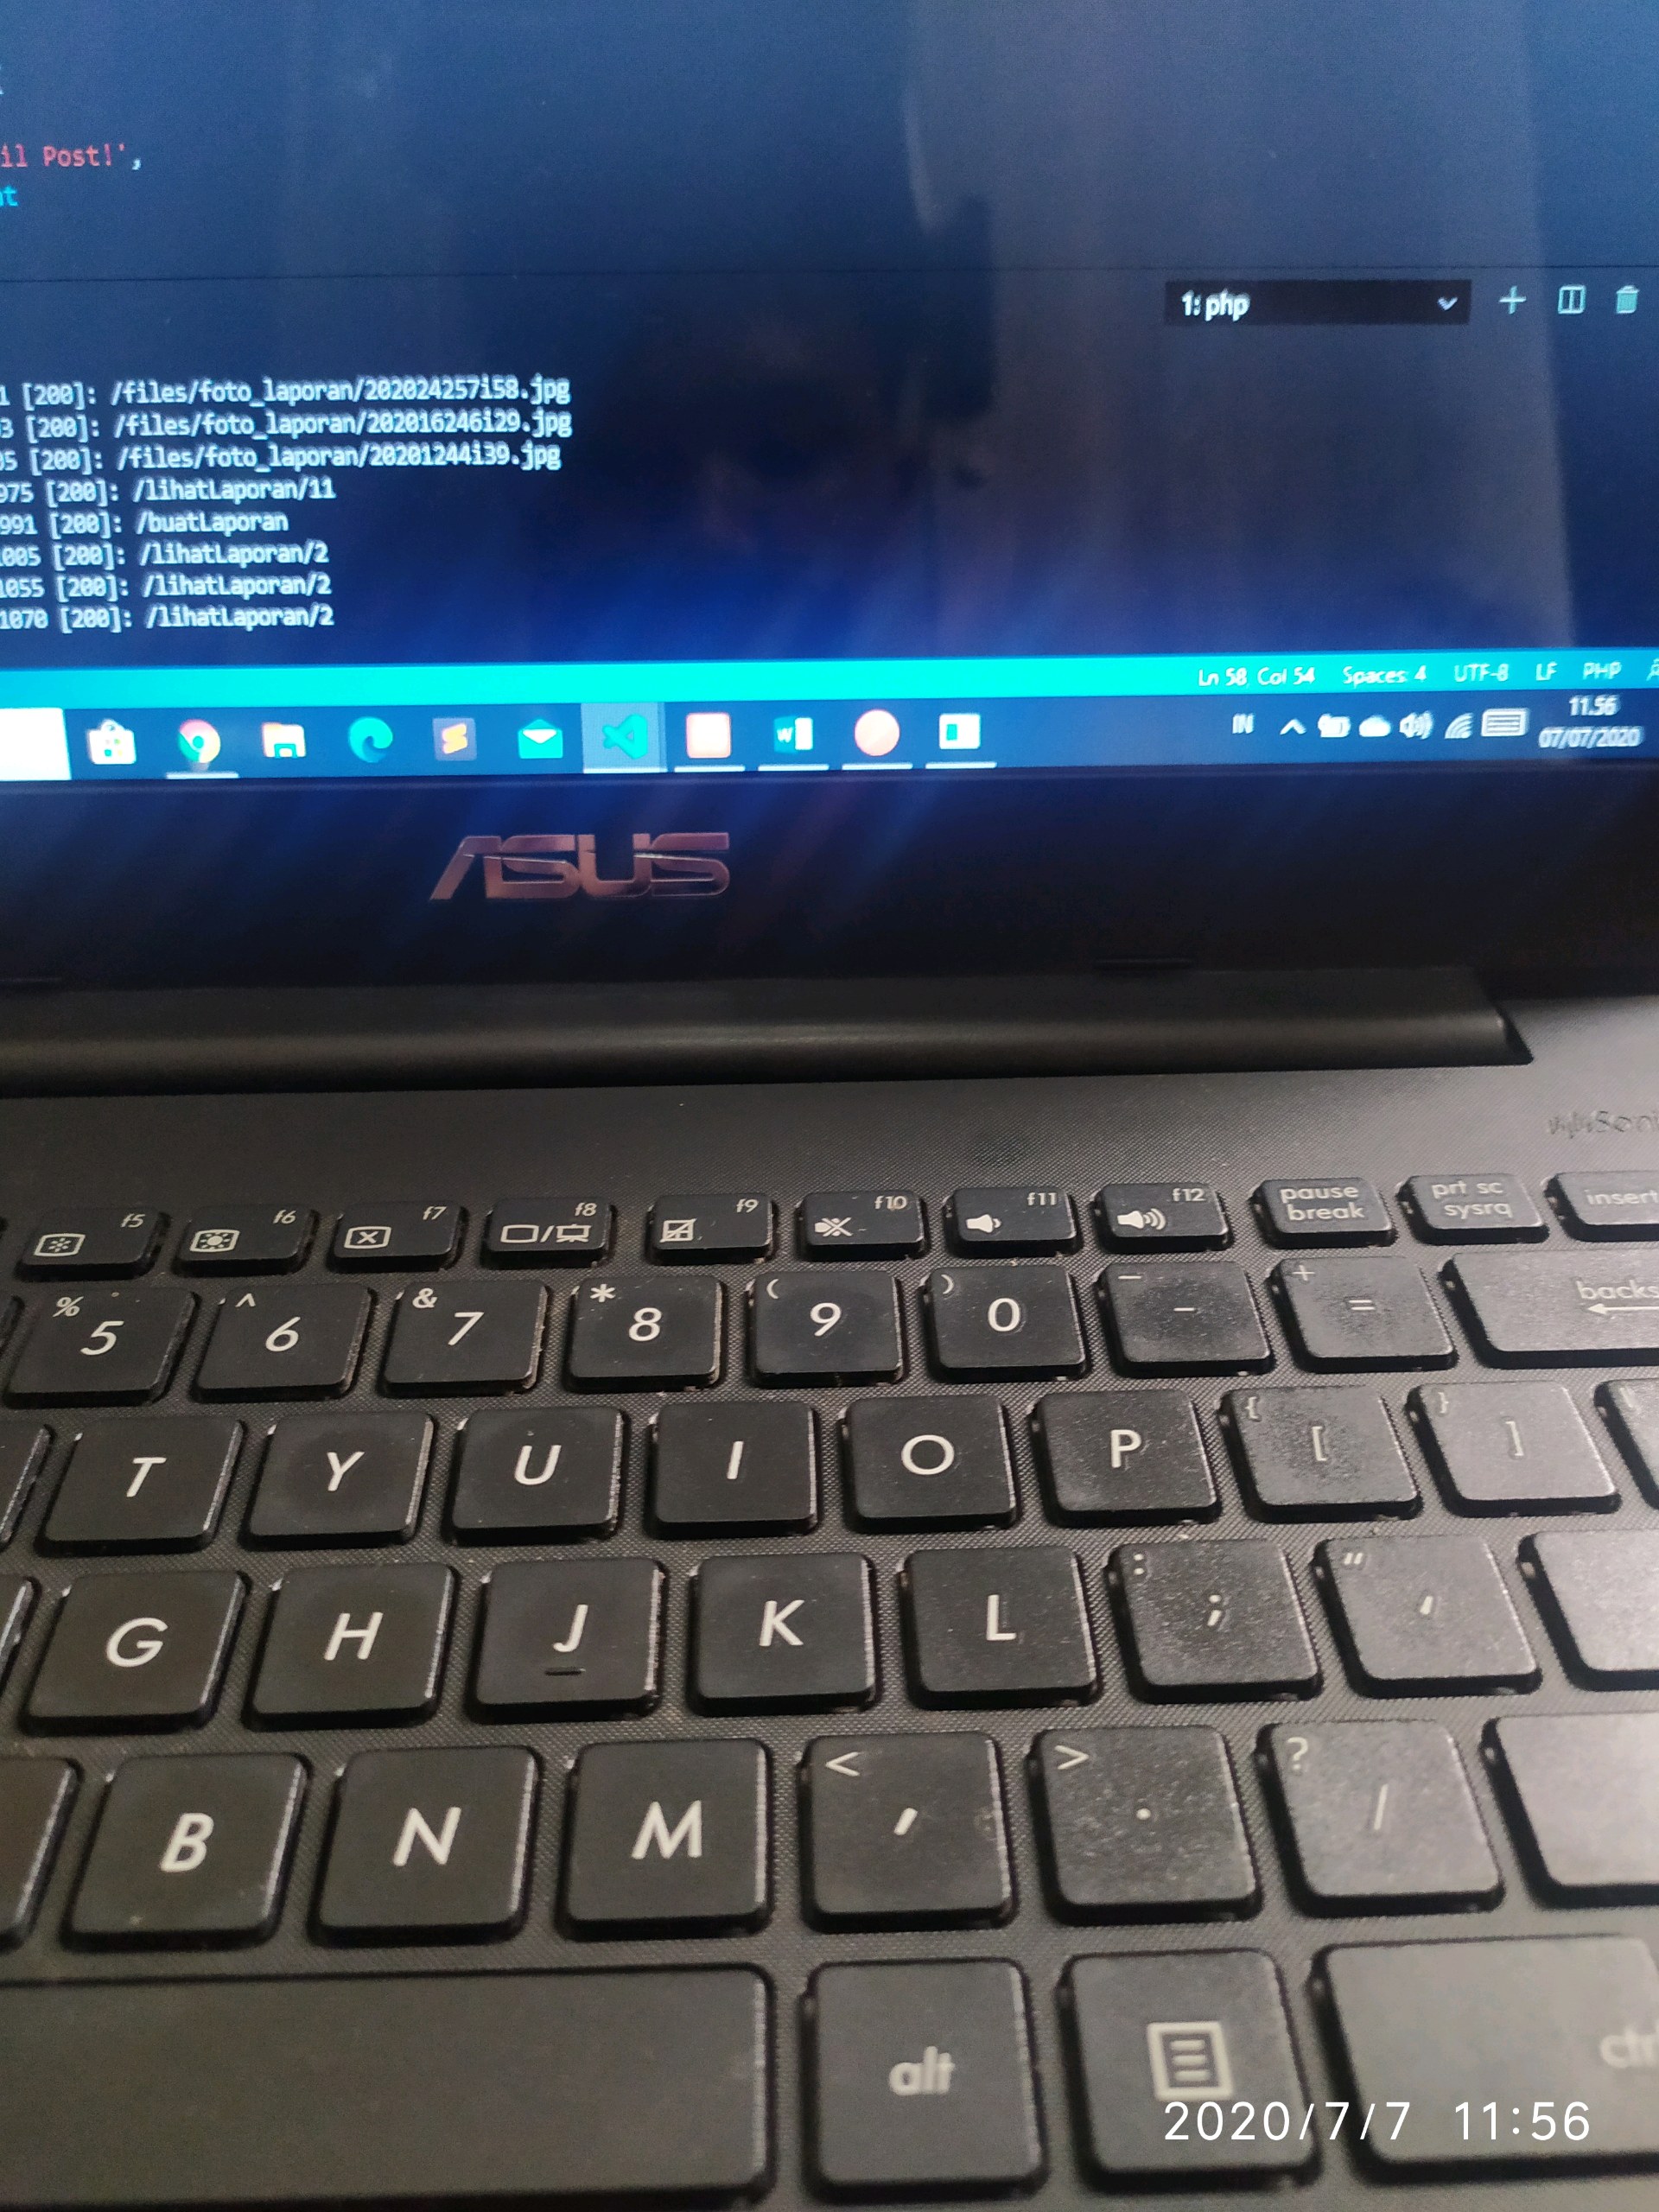 il Post!',
1: php
1 [200]: /files/foto_laporan/202024257i58.jpg
03 [200]: /files/foto_laporan/202016246i29.jpg
05 [200]: /files/foto_laporan/20201244i39.jpg
975 [200]: /lihatLaporan/11
991 [200]: /buatLaporan
1005 [200]: /lihatLaporan/2
1055 [200]: /lihatLaporan/2
1070 [200]: /lihatLaporan/2
Ln 58, Col 54 Spaces: 4 UTF-8 LF PHP
IN 11.56
07/07/2020
ASUS
f5 f6 f7 f8 f9 f10 f11 f12 pause break prt sc sysrq insert
% 5 ^ 6 & 7 * 8 ( 9 ) 0 _ - + = backs
T Y U I O P { [ } ]
G H J K L : ; " '
B N M < , > . ? /
alt ctr
2020/7/7 11:56